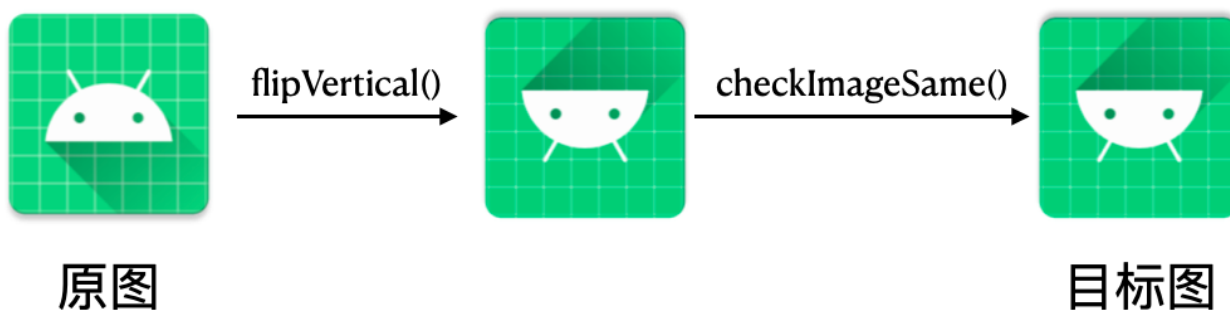 flipVertical()
checkImageSame()
原图
目标图